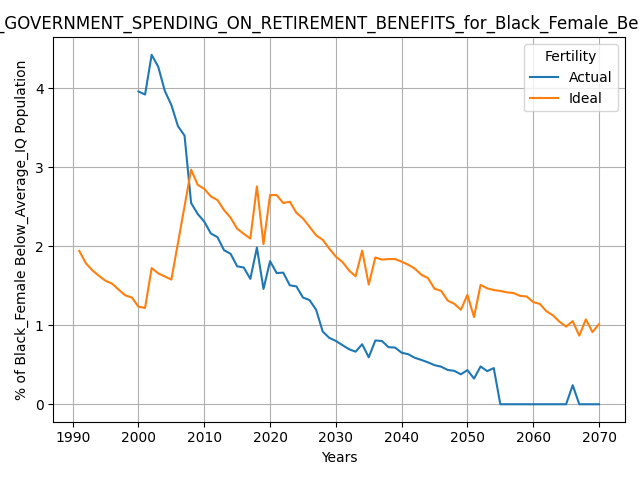 _GOVERNMENT_SPENDING_ON_RETIREMENT_BENEFITS_for_Black_Female_Be
% of Black_Female Below_Average_IQ Population
4
3
2
1
0
Fertility
Actual
Ideal
1990 2000 2010 2020 2030 2040 2050 2060 2070
Years